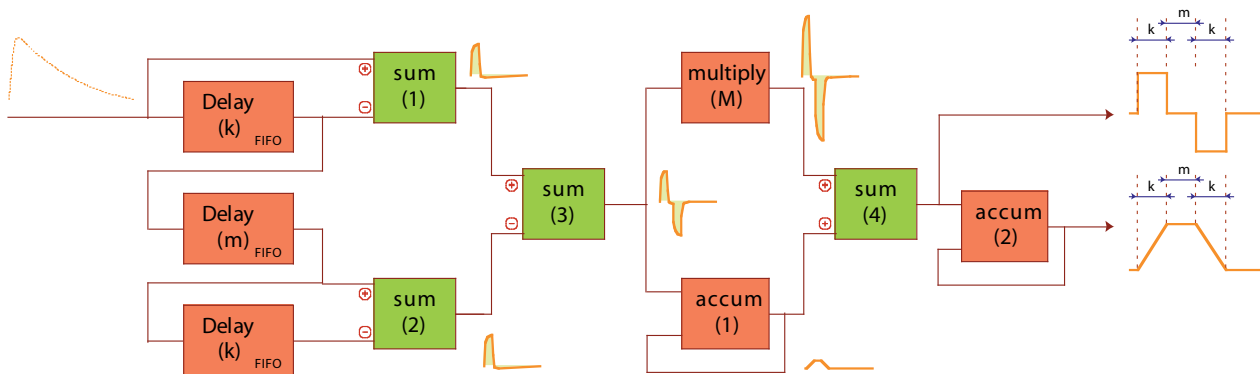 m
k
k
sum
(1)
multiply
(M)
Delay
(k)
FIFO
m
sum
(3)
sum
(4)
k
k
Delay
(m)
FIFO
accum
(2)
sum
(2)
accum
(1)
Delay
(k)
FIFO
+
−
+
−
+
−
+
+